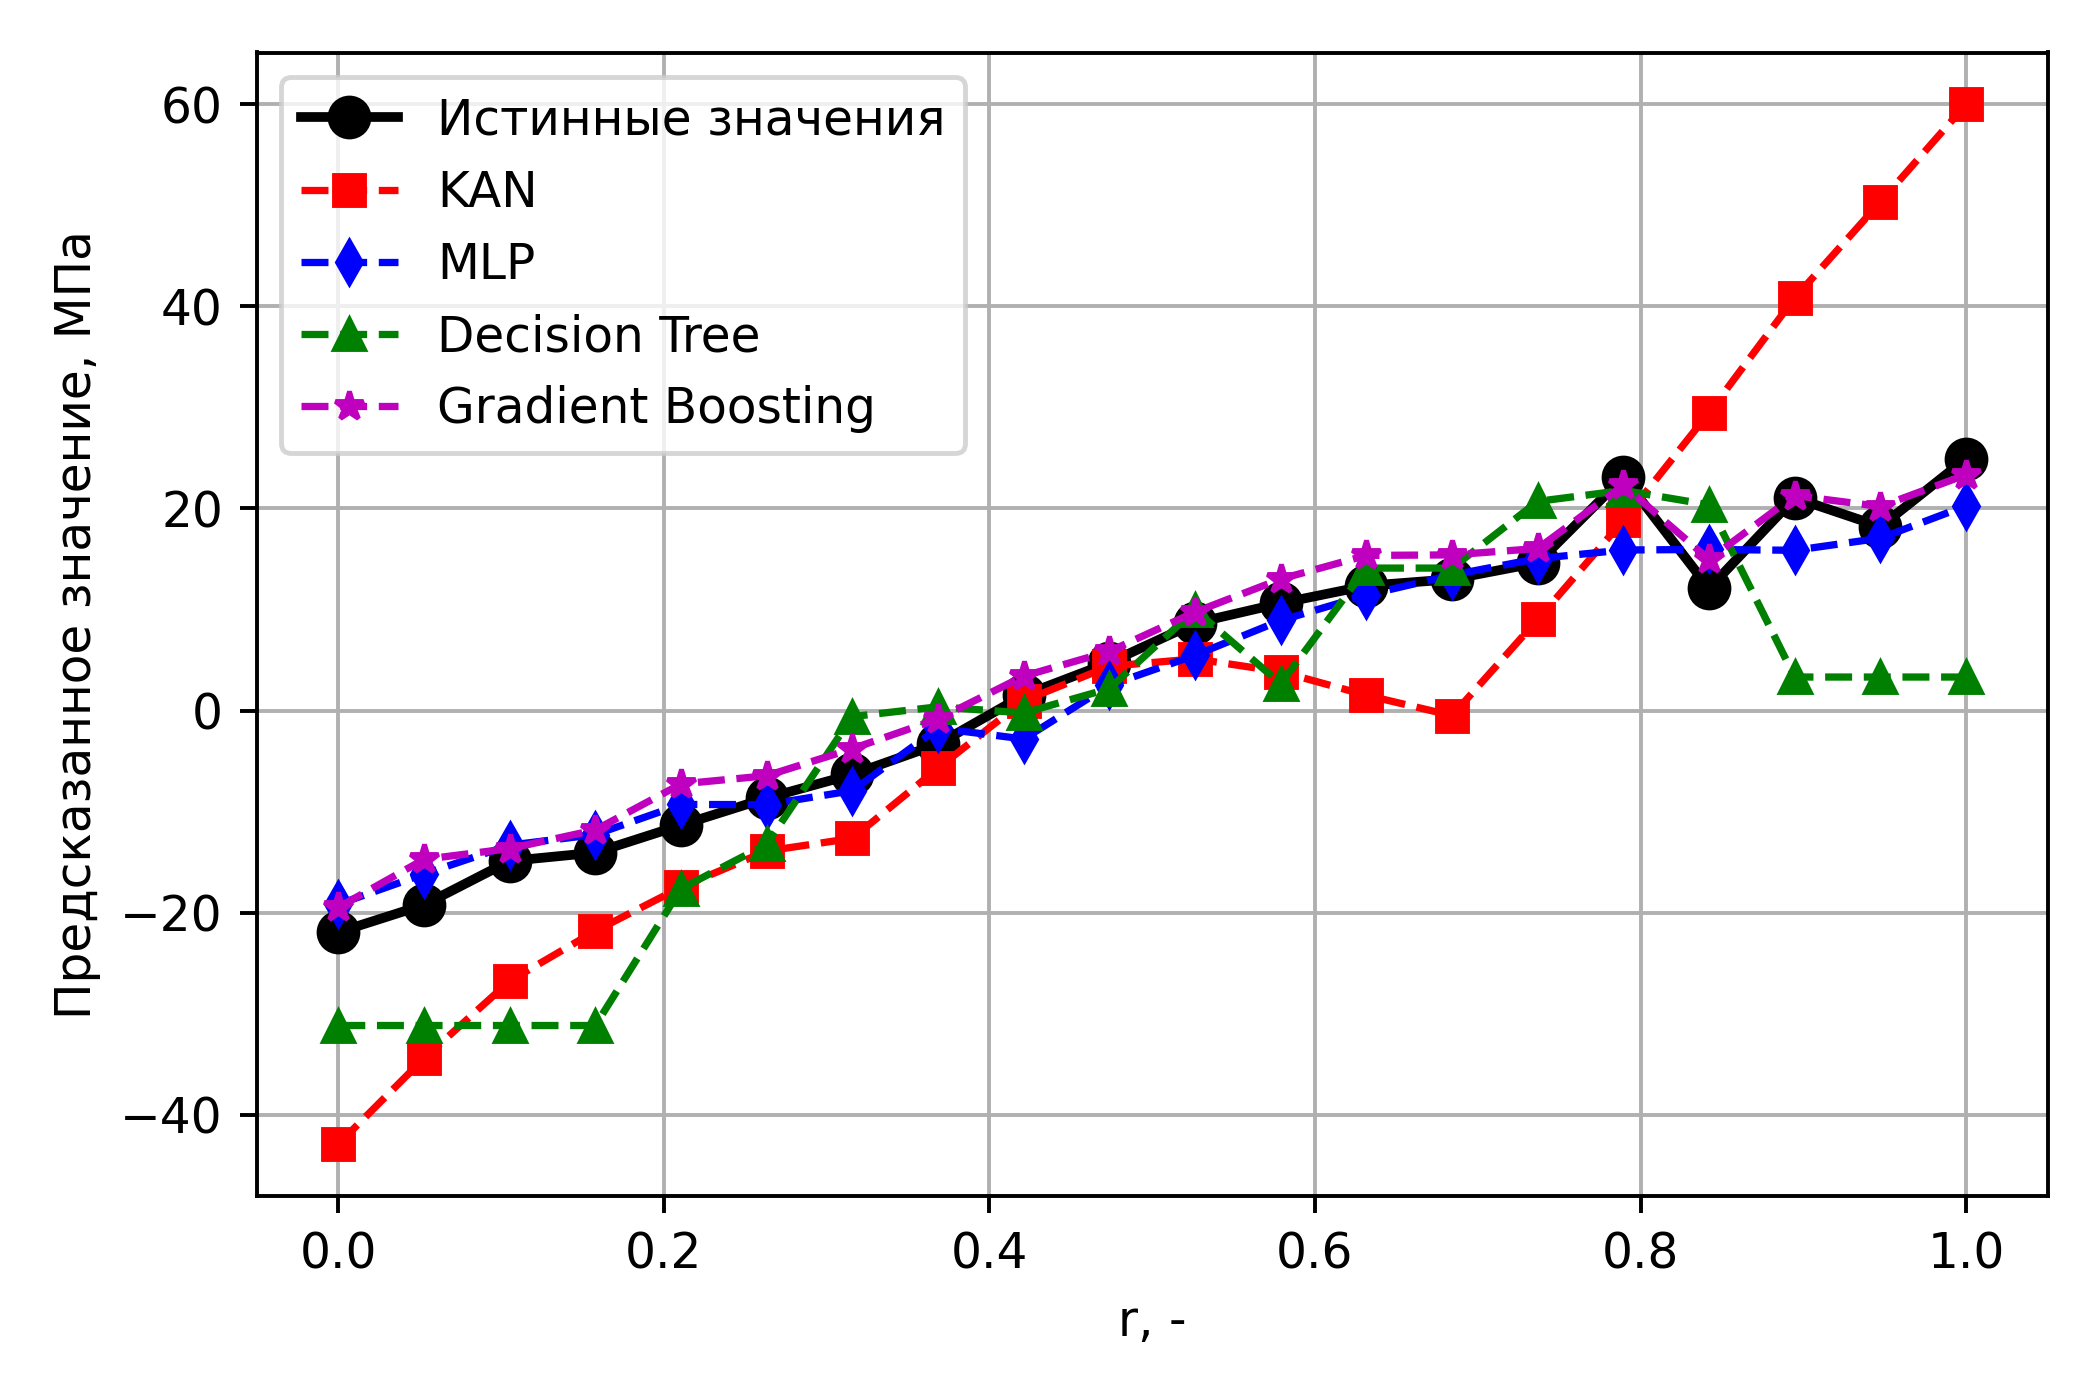 Истинные значения
KAN
MLP
Decision Tree
Gradient Boosting
Предсказанное значение, МПа
60
40
20
0
−20
−40
0.0 0.2 0.4 0.6 0.8 1.0
r, -